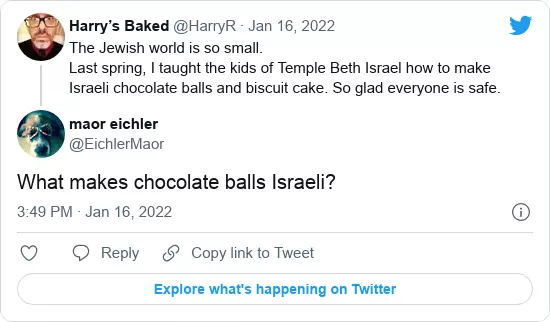 Harry’s Baked @HarryR · Jan 16, 2022
The Jewish world is so small.
Last spring, I taught the kids of Temple Beth Israel how to make
Israeli chocolate balls and biscuit cake. So glad everyone is safe.
maor eichler
@EichlerMaor
What makes chocolate balls Israeli?
3:49 PM · Jan 16, 2022
Reply Copy link to Tweet
Explore what's happening on Twitter